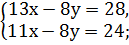 {13x – 8y = 28,
11x – 8y = 24;